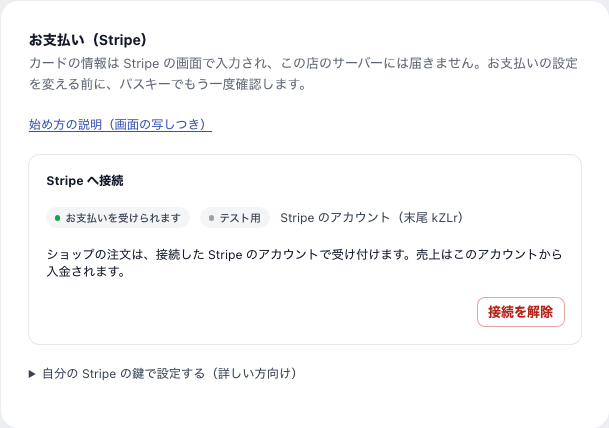 お支払い（Stripe）
カードの情報は Stripe の画面で入力され、この店のサーバーには届きません。お支払いの設定
を変える前に、パスキーでもう一度確認します。
始め方の説明（画面の写しつき）
Stripe へ接続
お支払いを受けられます テスト用 Stripe のアカウント（末尾 kZLr）
ショップの注文は、接続した Stripe のアカウントで受け付けます。売上はこのアカウントから
入金されます。
接続を解除
▶ 自分の Stripe の鍵で設定する（詳しい方向け）